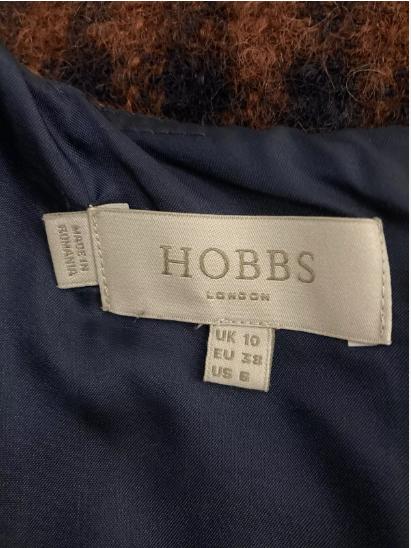 HOBBS
LONDON
MADE IN
ROMANIA
UK 10
EU 38
US 6